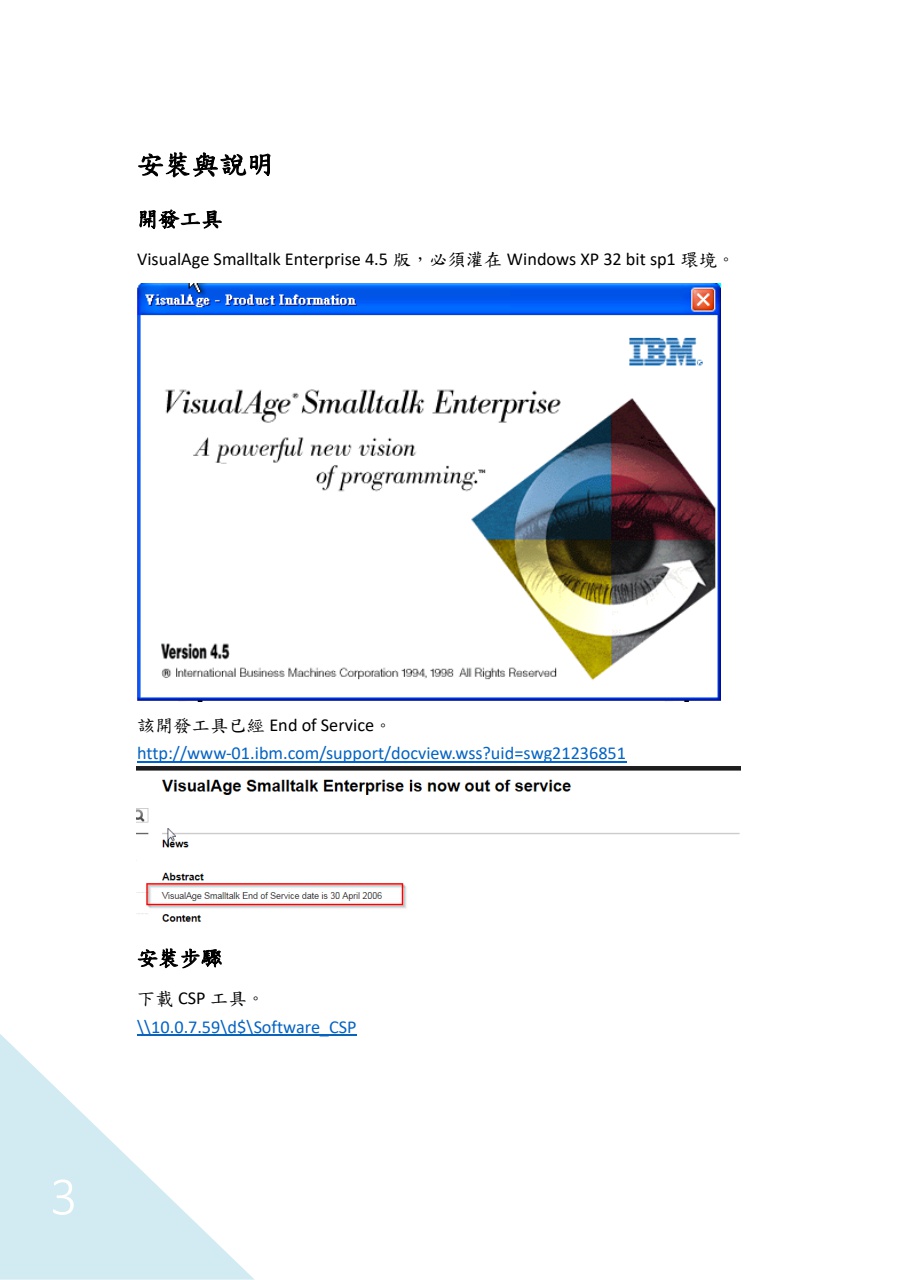 安裝與說明
開發工具
VisualAge Smalltalk Enterprise 4.5 版，必須灌在 Windows XP 32 bit sp1 環境。
VisualAge - Product Information
IBM®
VisualAge® Smalltalk Enterprise
A powerful new vision
of programming.™
Version 4.5
® International Business Machines Corporation 1994, 1998 All Rights Reserved
該開發工具已經 End of Service。
http://www-01.ibm.com/support/docview.wss?uid=swg21236851
VisualAge Smalltalk Enterprise is now out of service
News
Abstract
VisualAge Smalltalk End of Service date is 30 April 2006
Content
安裝步驟
下載 CSP 工具。
\\10.0.7.59\d$\Software_CSP
3